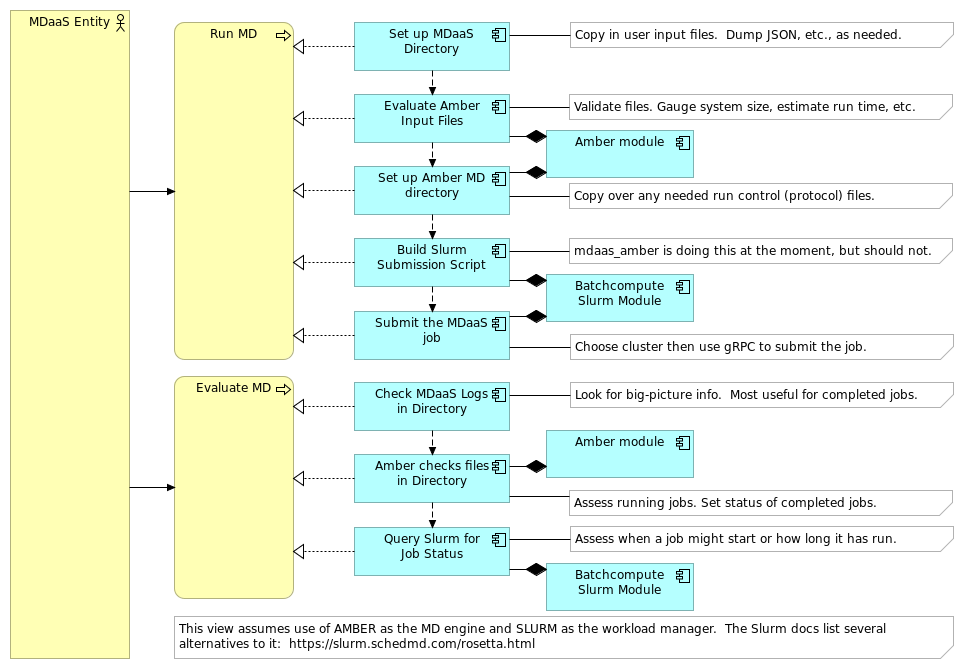 MDaaS Entity
Run MD
Set up MDaaS
Directory
Copy in user input files.  Dump JSON, etc., as needed.
Evaluate Amber
Input Files
Validate files. Gauge system size, estimate run time, etc.
Amber module
Set up Amber MD
directory
Copy over any needed run control (protocol) files.
Build Slurm
Submission Script
mdaas_amber is doing this at the moment, but should not.
Batchcompute
Slurm Module
Submit the MDaaS
job
Choose cluster then use gRPC to submit the job.
Evaluate MD
Check MDaaS Logs
in Directory
Look for big-picture info.  Most useful for completed jobs.
Amber module
Amber checks files
in Directory
Assess running jobs. Set status of completed jobs.
Query Slurm for
Job Status
Assess when a job might start or how long it has run.
Batchcompute
Slurm Module
This view assumes use of AMBER as the MD engine and SLURM as the workload manager.  The Slurm docs list several
alternatives to it:  https://slurm.schedmd.com/rosetta.html